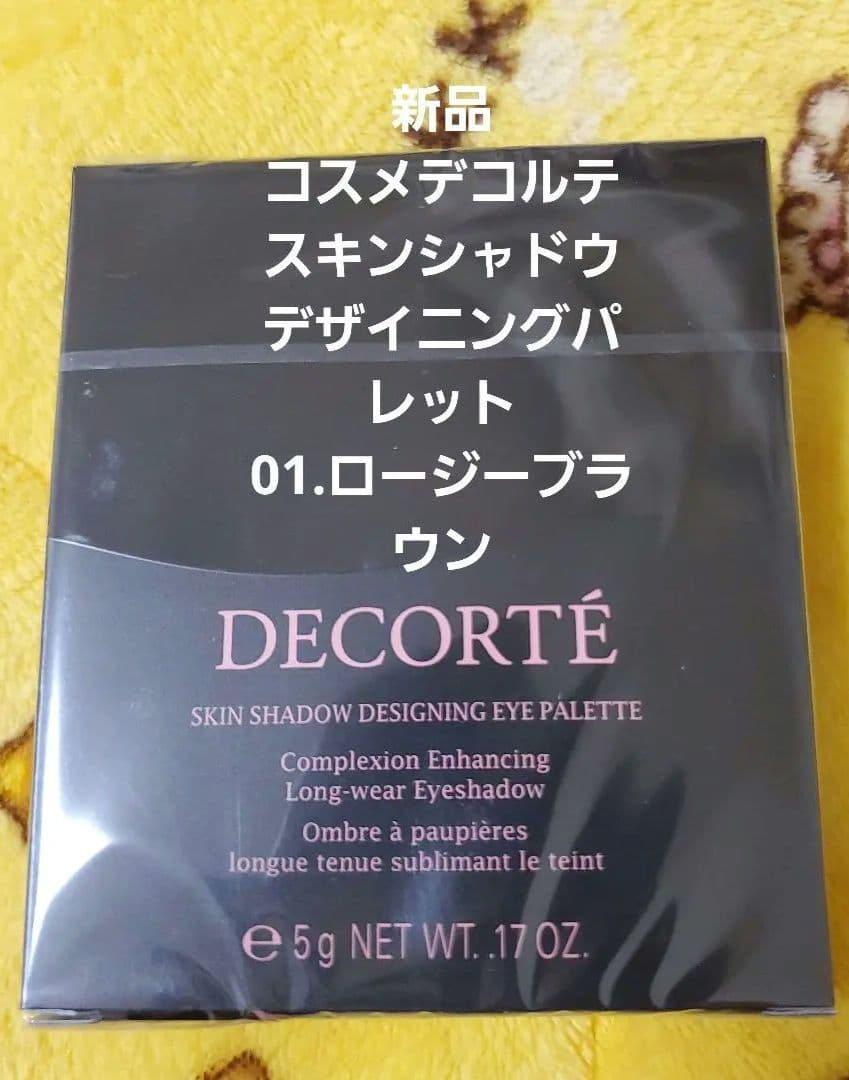 新品
コスメデコルテ
スキンシャドウ
デザイニングパ
レット
01.ロージーブラ
ウン
DECORTÉ
SKIN SHADOW DESIGNING EYE PALETTE
Complexion Enhancing
Long-wear Eyeshadow
Ombre à paupières
longue tenue sublimant le teint
℮ 5g NET WT. .17 OZ.